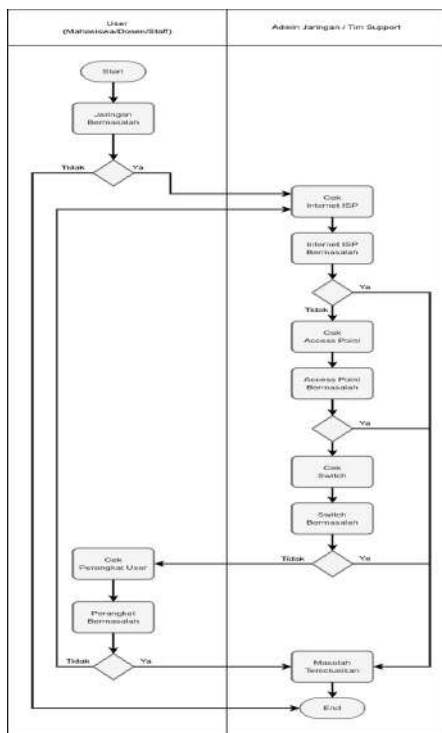 User
(Mahasiswa/Dosen/Staff)
Admin Jaringan / Tim Support
Start
Jaringan
Bermasalah
Tidak
Ya
Cek
Internet ISP
Internet ISP
Bermasalah
Ya
Tidak
Cek
Access Point
Access Point
Bermasalah
Ya
Cek
Switch
Switch
Bermasalah
Tidak
Ya
Cek
Perangkat User
Perangkat
Bermasalah
Tidak
Ya
Masalah
Teratasi
End